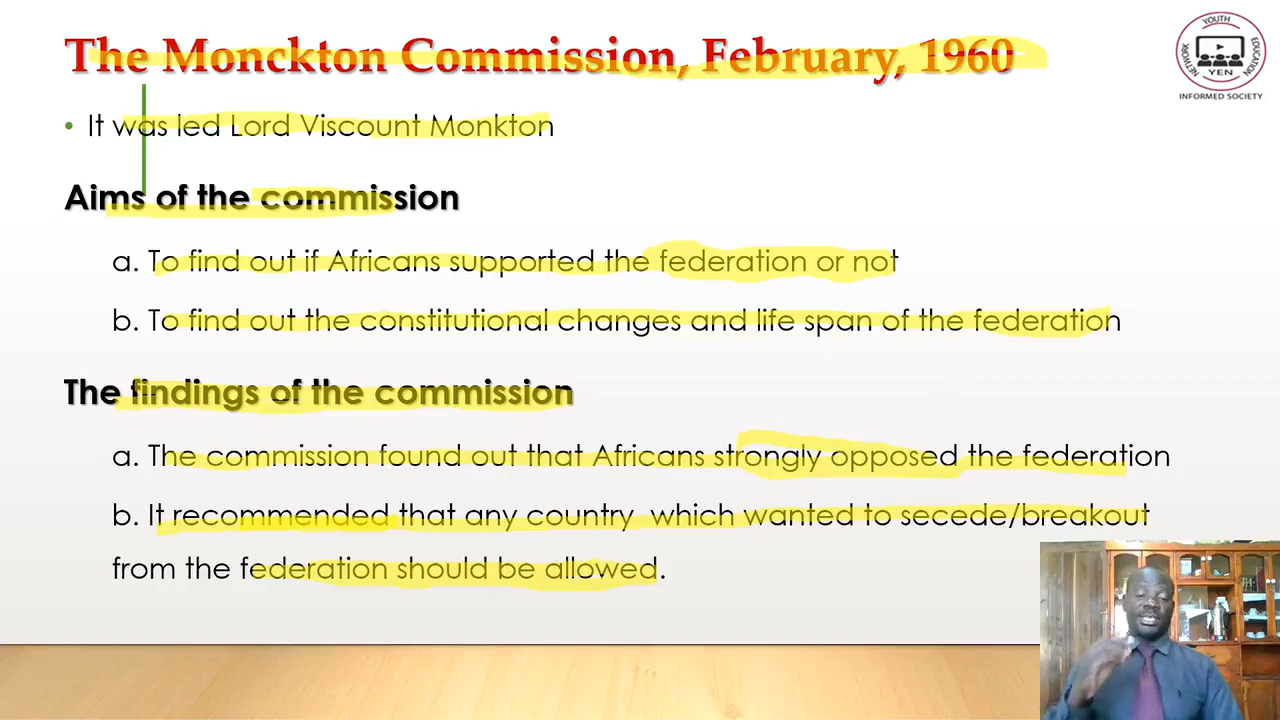 The Monckton Commission, February, 1960
YOUTH
EDUCATION
NETWORK
YEN
INFORMED SOCIETY
• It was led Lord Viscount Monkton
Aims of the commission
a. To find out if Africans supported the federation or not
b. To find out the constitutional changes and life span of the federation
The findings of the commission
a. The commission found out that Africans strongly opposed the federation
b. It recommended that any country which wanted to secede/breakout
from the federation should be allowed.